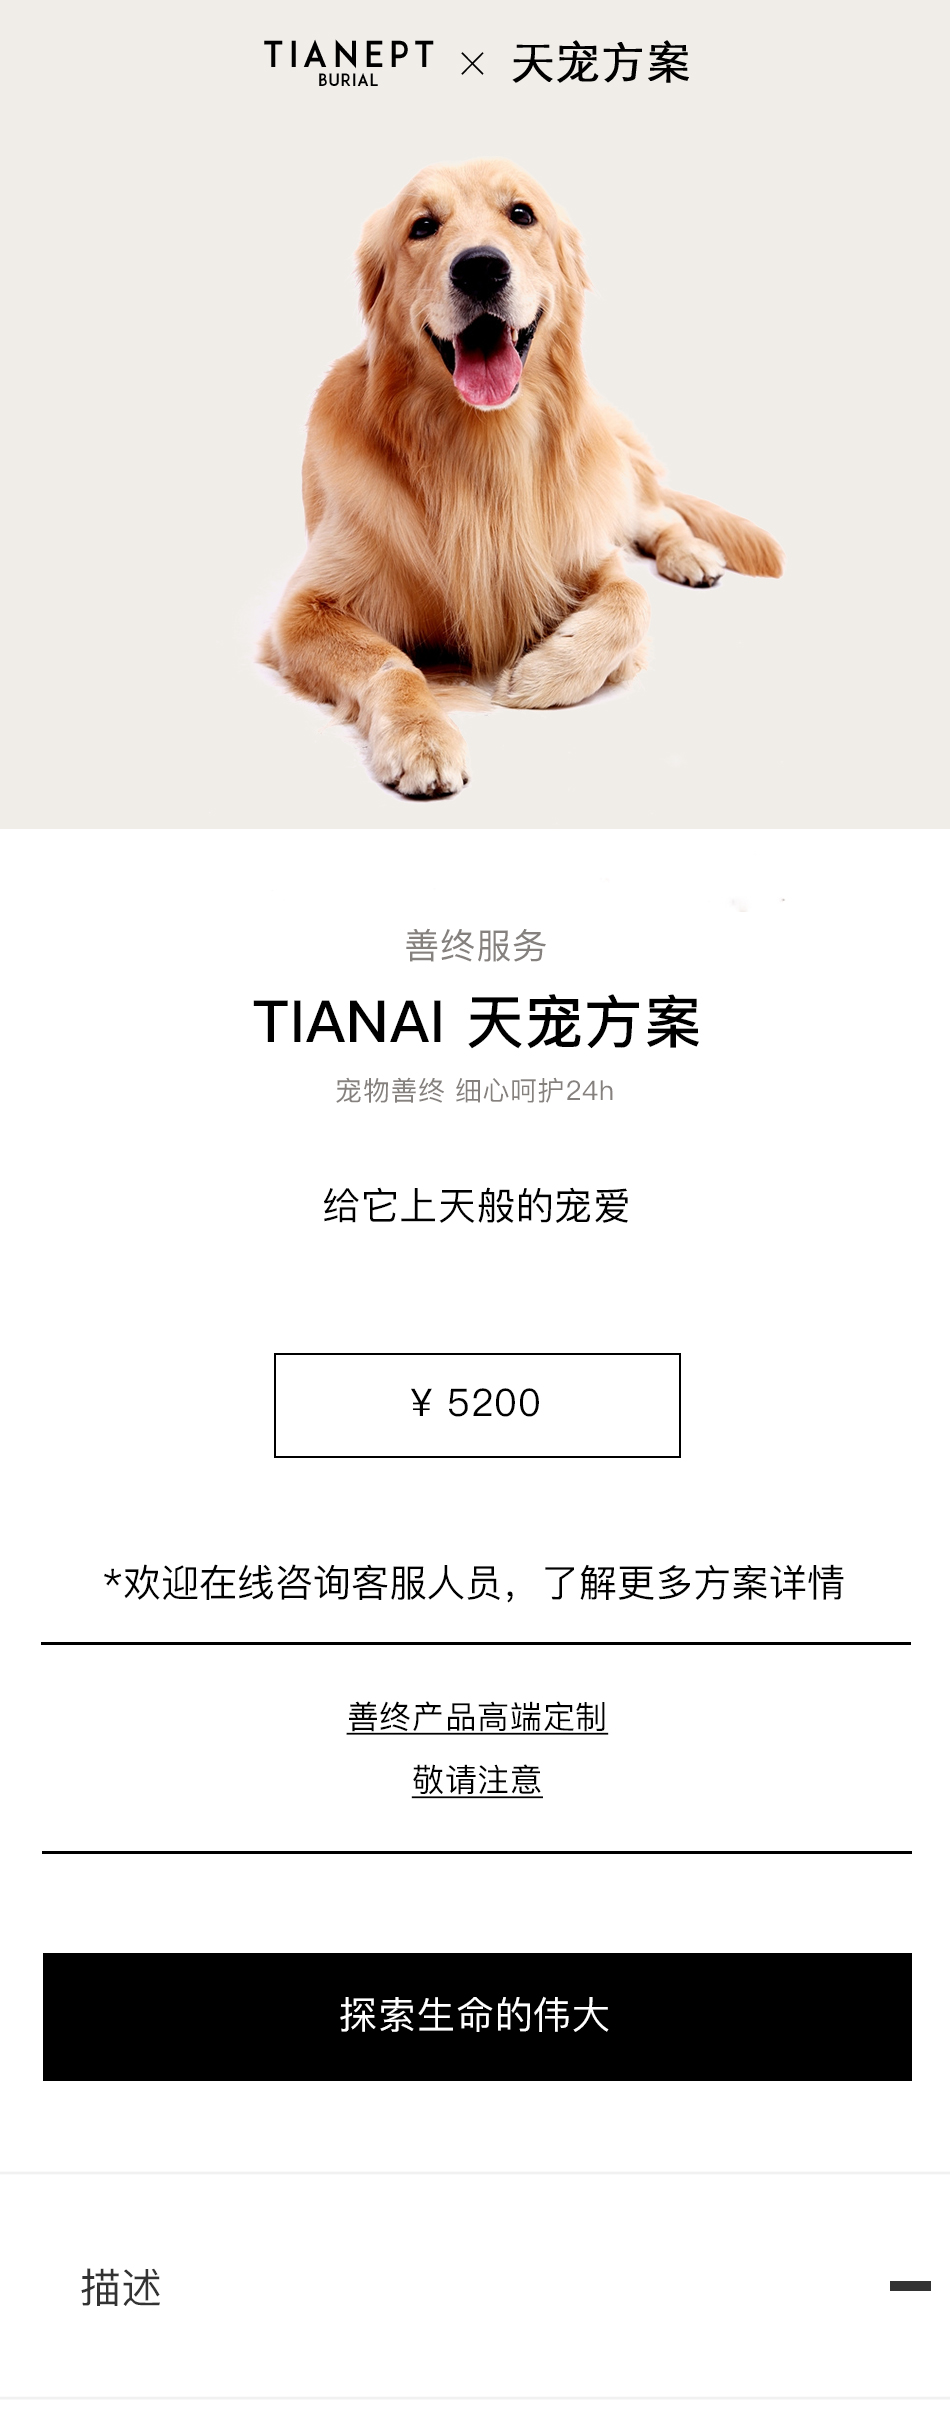 TIANEPT
BURIAL
× 天宠方案
善终服务
TIANAI 天宠方案
宠物善终 细心呵护24h
给它上天般的宠爱
¥ 5200
*欢迎在线咨询客服人员，了解更多方案详情
善终产品高端定制
敬请注意
探索生命的伟大
描述